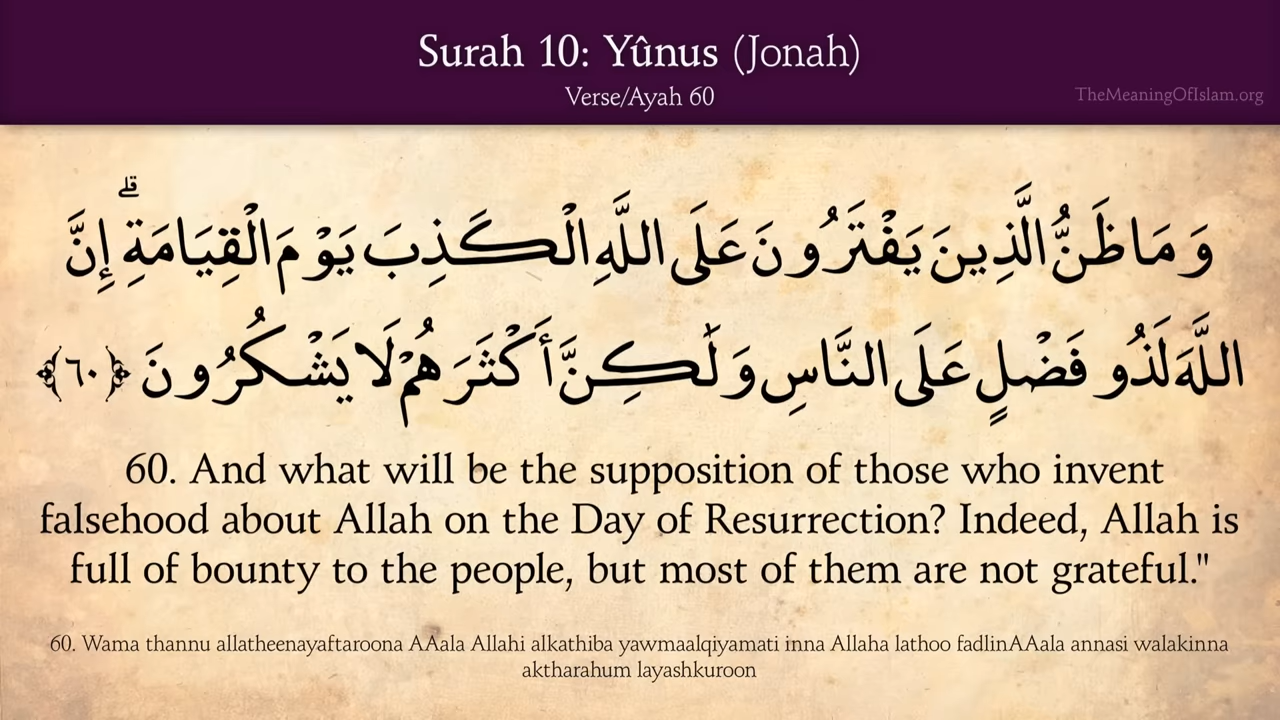 Surah 10: Yûnus (Jonah)
Verse/Ayah 60
TheMeaningOfIslam.org
وَمَا ظَنُّ الَّذِينَ يَفْتَرُونَ عَلَى اللَّهِ الْكَذِبَ يَوْمَ الْقِيَامَةِ ۗ إِنَّ
اللَّهَ لَذُو فَضْلٍ عَلَى النَّاسِ وَلَٰكِنَّ أَكْثَرَهُمْ لَا يَشْكُرُونَ ﴿٦٠﴾
60. And what will be the supposition of those who invent
falsehood about Allah on the Day of Resurrection? Indeed, Allah is
full of bounty to the people, but most of them are not grateful."
60. Wama thannu allatheenayaftaroona AAala Allahi alkathiba yawmaalqiyamati inna Allaha lathoo fadlinAAala annasi walakinna
aktharahum layashkuroon